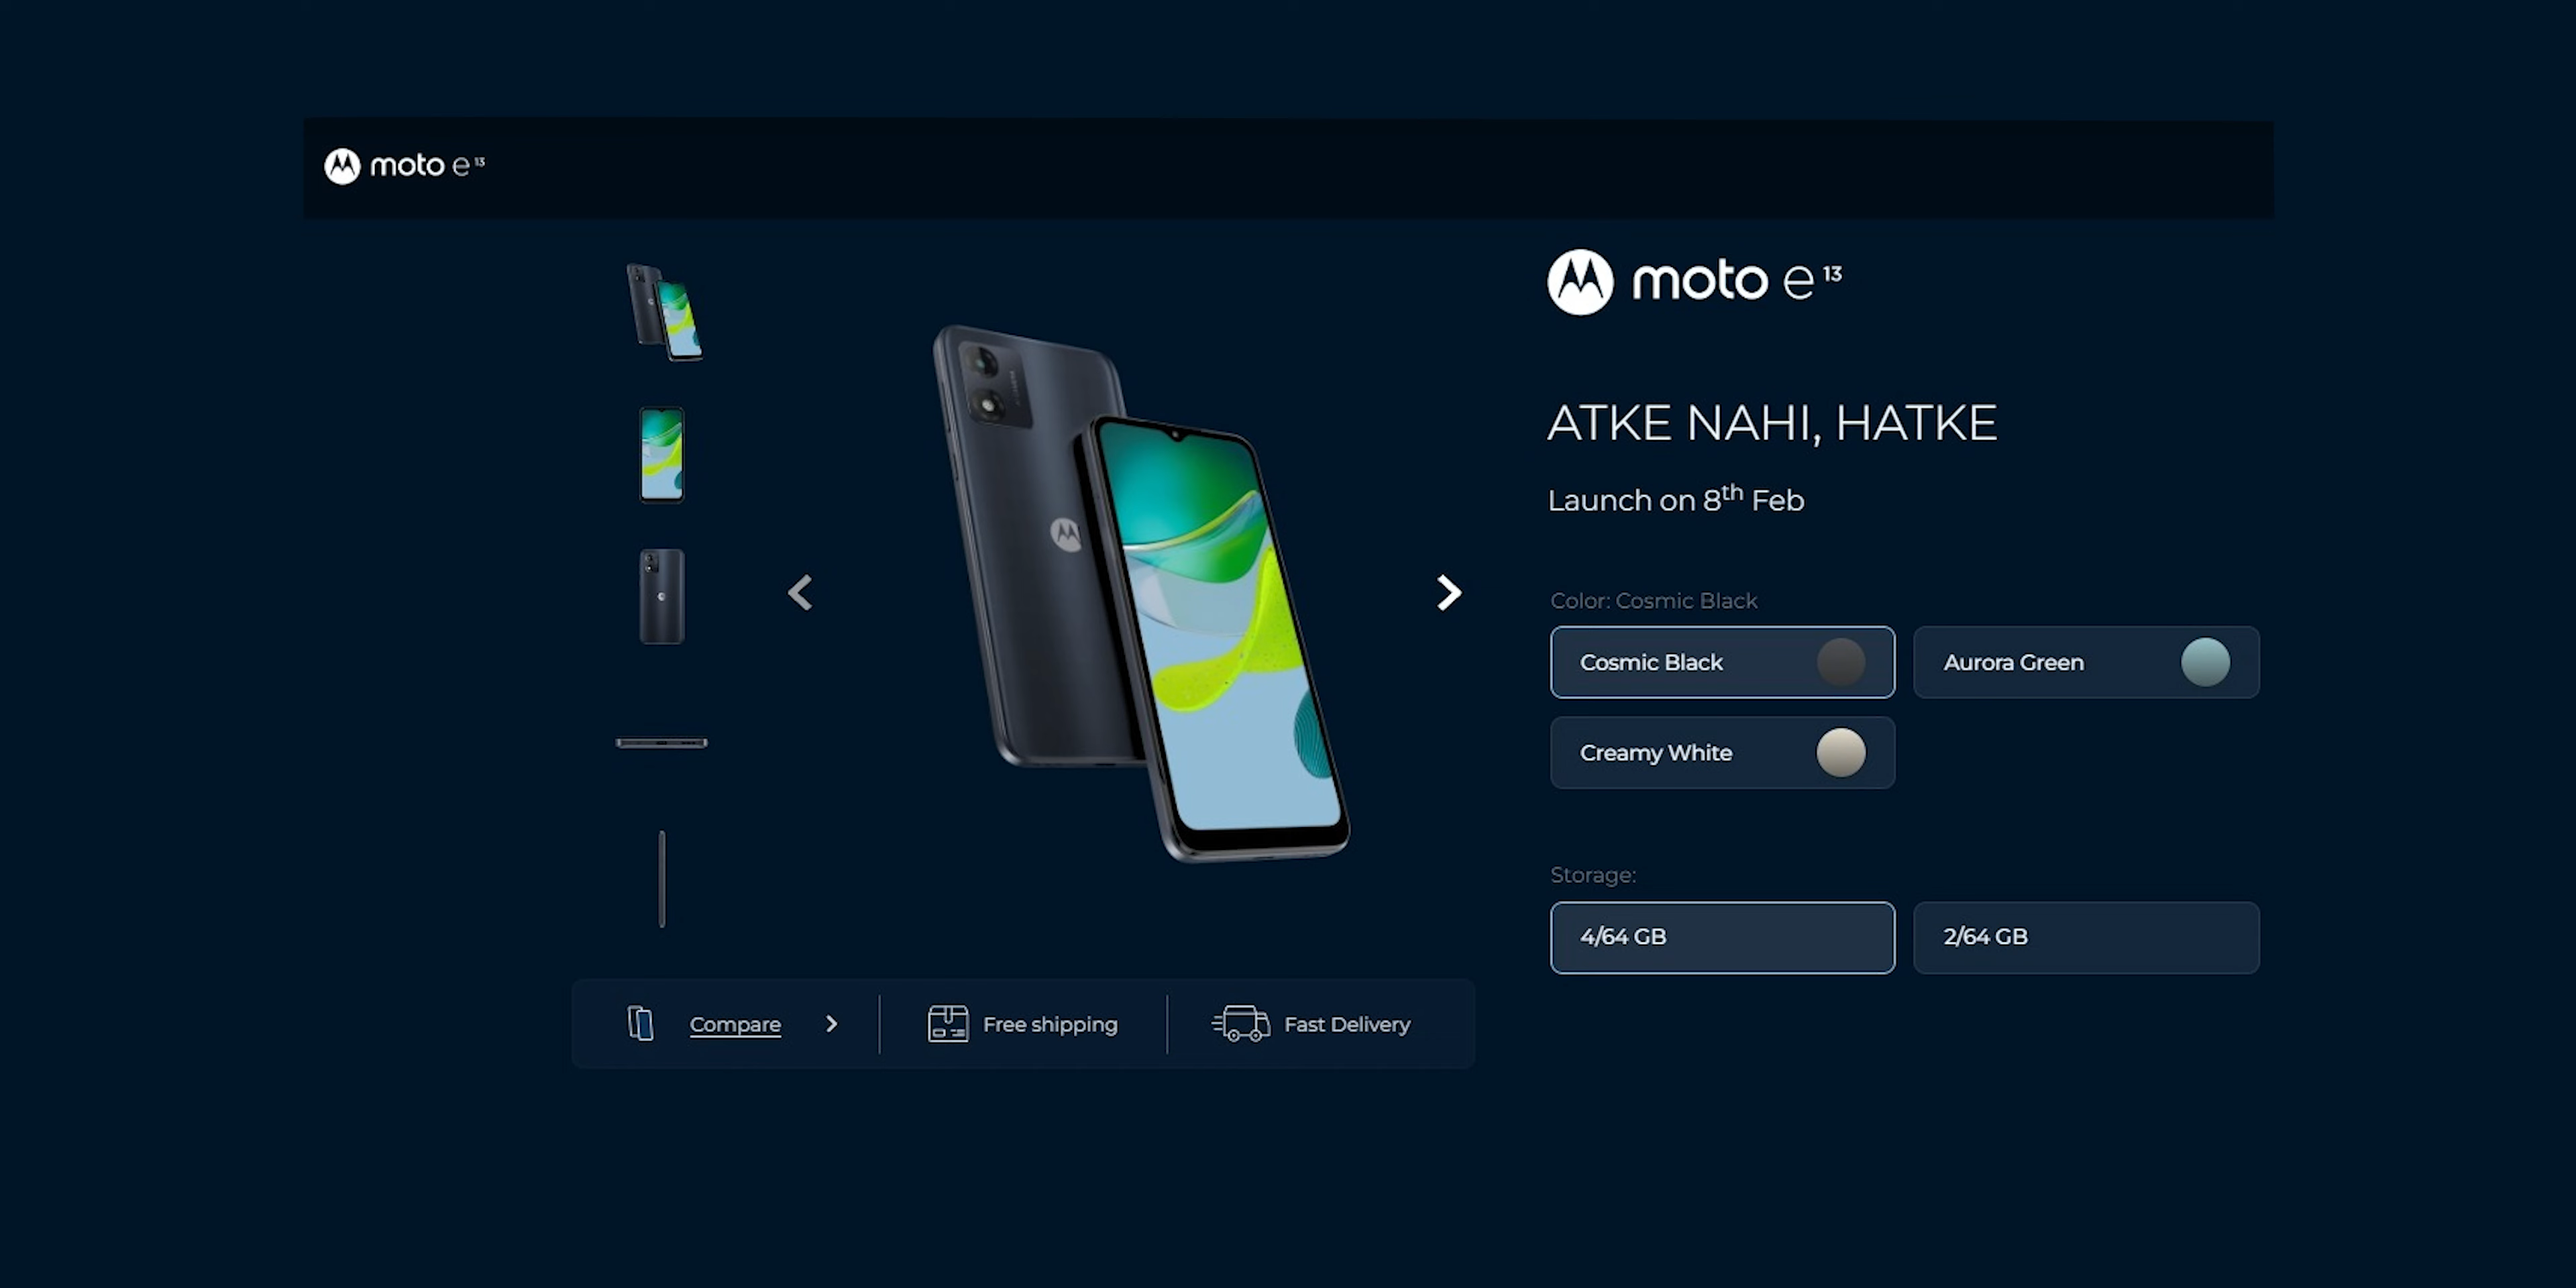 moto e¹³
moto e¹³
ATKE NAHI, HATKE
Launch on 8th Feb
Color: Cosmic Black
Cosmic Black
Aurora Green
Creamy White
Storage:
4/64 GB
2/64 GB
Compare
Free shipping
Fast Delivery